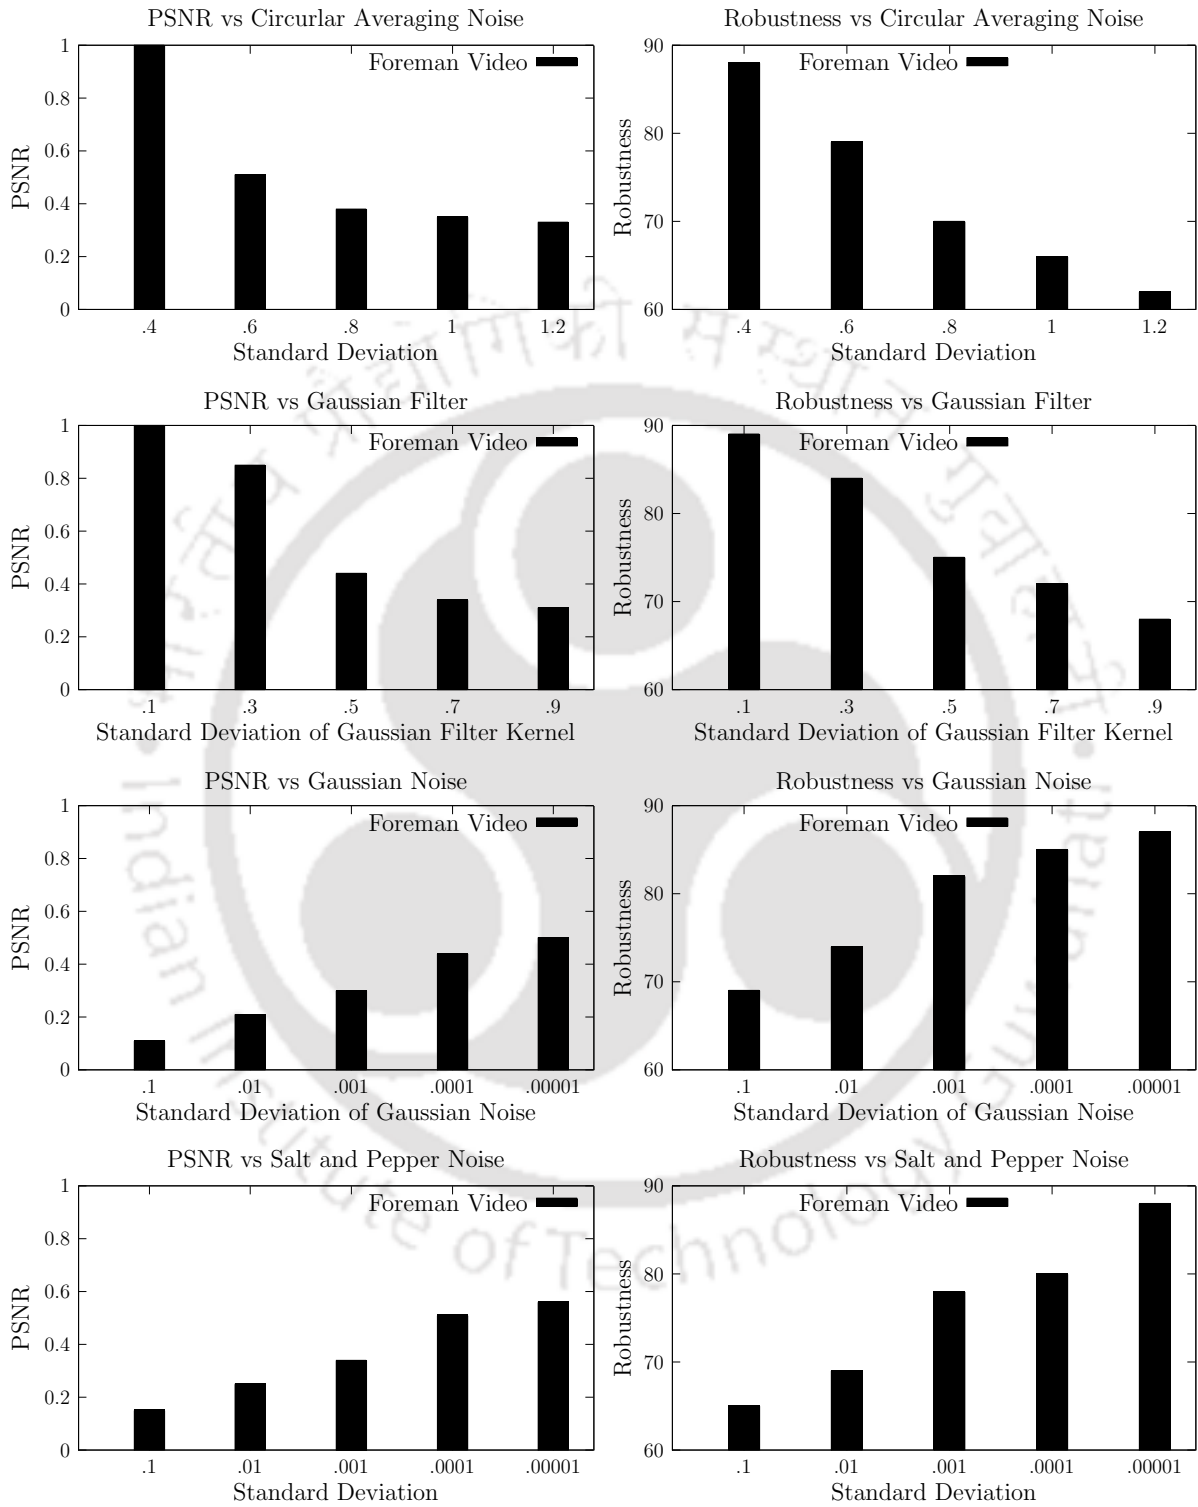 PSNR vs Circurlar Averaging Noise
1
0.8
0.6
0.4
0.2
0
PSNR
Foreman Video
.4 .6 .8 1 1.2
Standard Deviation
Robustness vs Circular Averaging Noise
90
80
70
60
Robustness
Foreman Video
.4 .6 .8 1 1.2
Standard Deviation
PSNR vs Gaussian Filter
1
0.8
0.6
0.4
0.2
0
PSNR
Foreman Video
.1 .3 .5 .7 .9
Standard Deviation of Gaussian Filter Kernel
Robustness vs Gaussian Filter
90
80
70
60
Robustness
Foreman Video
.1 .3 .5 .7 .9
Standard Deviation of Gaussian Filter Kernel
PSNR vs Gaussian Noise
1
0.8
0.6
0.4
0.2
0
PSNR
Foreman Video
.1 .01 .001 .0001 .00001
Standard Deviation of Gaussian Noise
Robustness vs Gaussian Noise
90
80
70
60
Robustness
Foreman Video
.1 .01 .001 .0001 .00001
Standard Deviation of Gaussian Noise
PSNR vs Salt and Pepper Noise
1
0.8
0.6
0.4
0.2
0
PSNR
Foreman Video
.1 .01 .001 .0001 .00001
Standard Deviation
Robustness vs Salt and Pepper Noise
90
80
70
60
Robustness
Foreman Video
.1 .01 .001 .0001 .00001
Standard Deviation
Indian Institute of Technology Guwahati